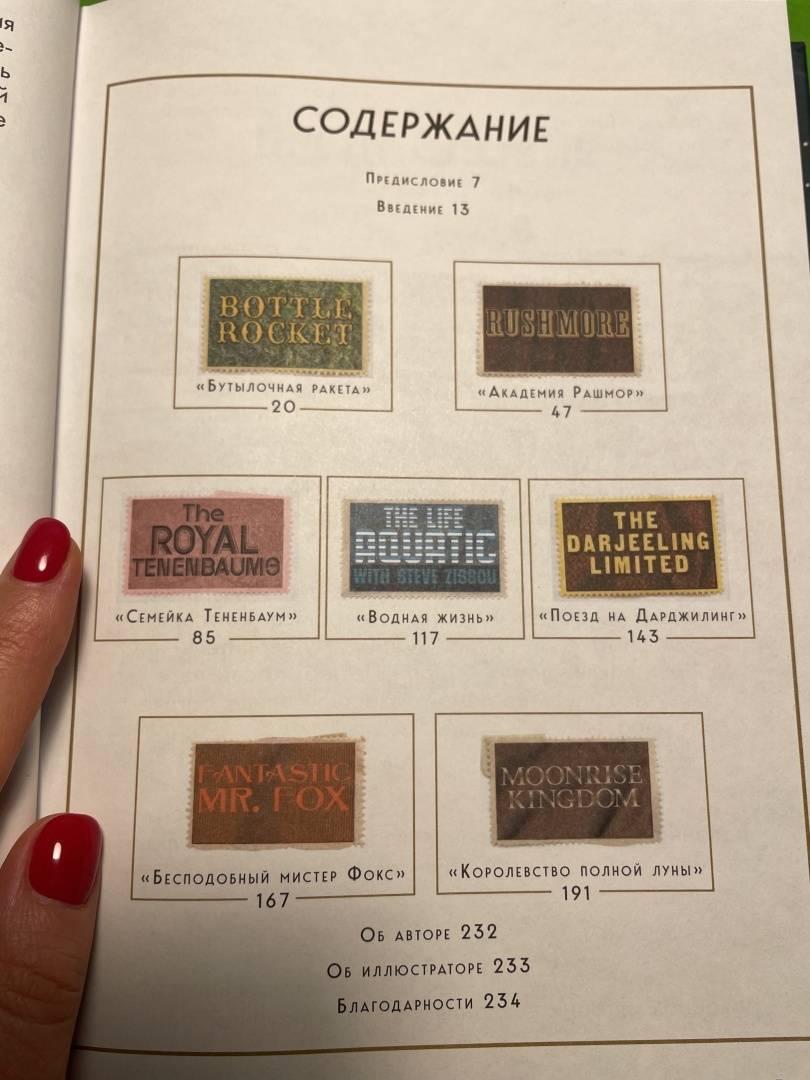 СОДЕРЖАНИЕ
Предисловие 7
Введение 13
BOTTLE
ROCKET
«Бутылочная ракета»
20
RUSHMORE
«Академия Рашмор»
47
The
ROYAL
TENENBAUMS
«Семейка Тененбаум»
85
THE LIFE
AQUATIC
WITH STEVE ZISSOU
«Водная жизнь»
117
THE
DARJEELING
LIMITED
«Поезд на Дарджилинг»
143
FANTASTIC
MR. FOX
«Бесподобный мистер Фокс»
167
MOONRISE
KINGDOM
«Королевство полной луны»
191
Об авторе 232
Об иллюстраторе 233
Благодарности 234